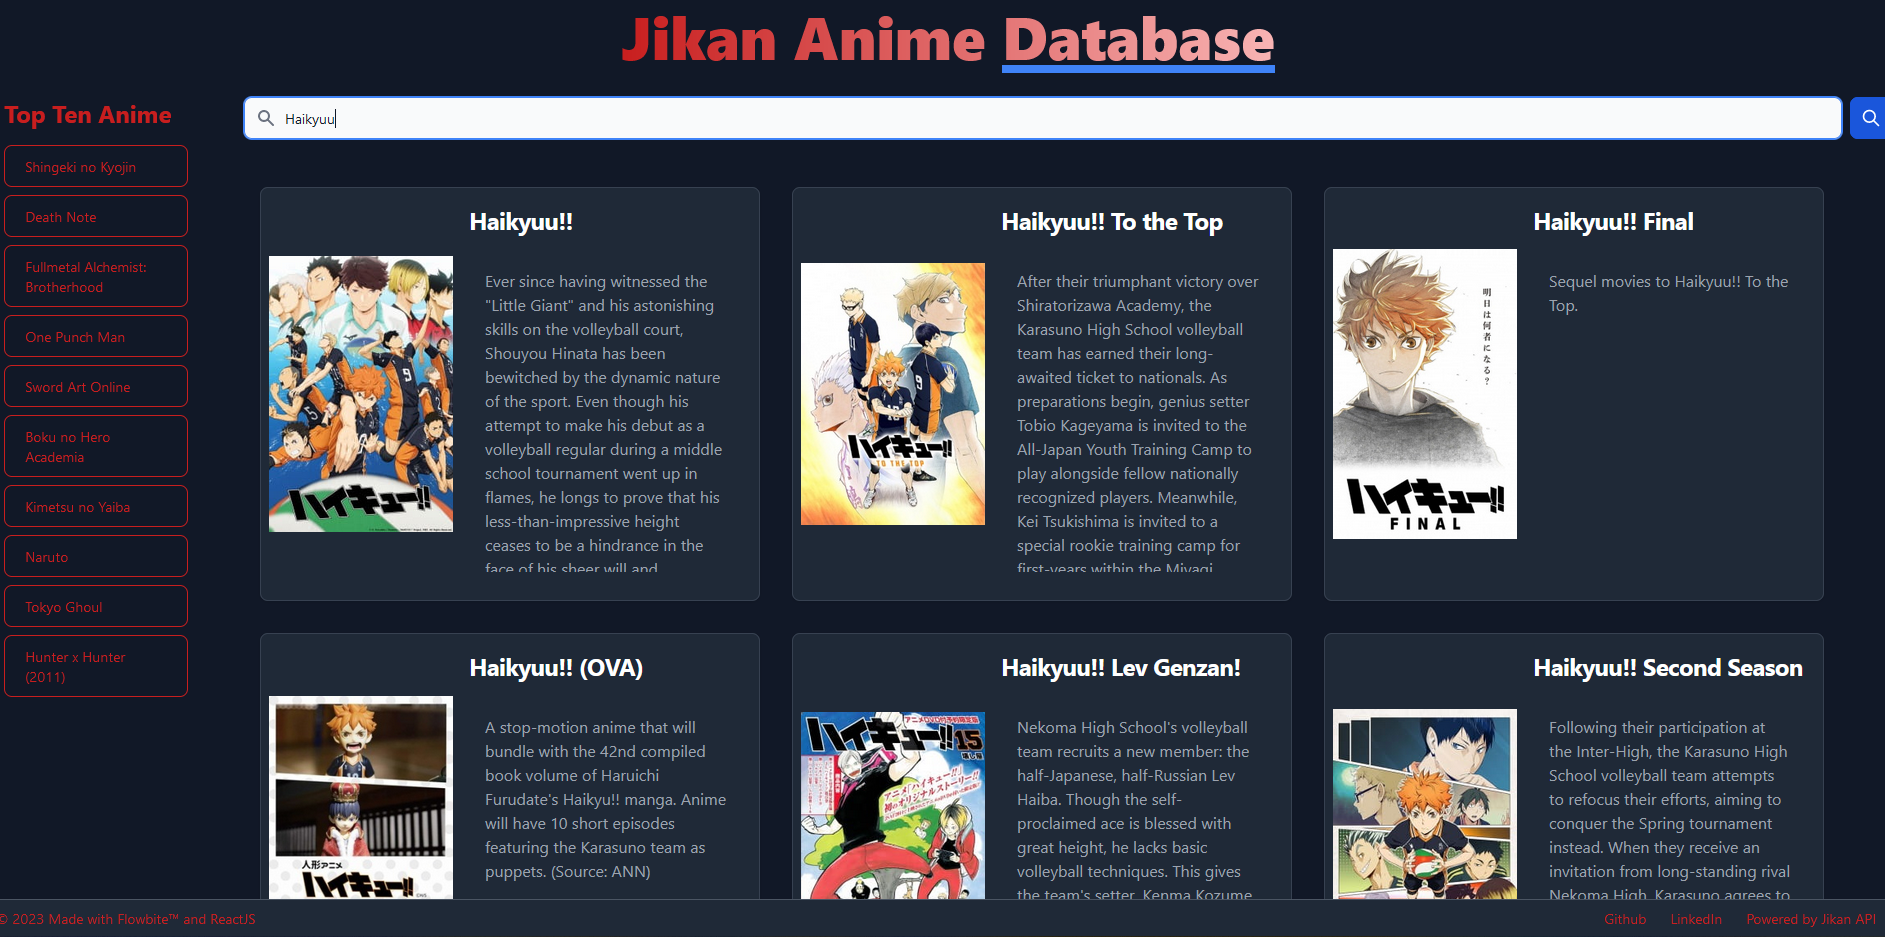 Jikan Anime Database
Top Ten Anime
Haikyuu
Shingeki no Kyojin
Death Note
Fullmetal Alchemist:
Brotherhood
One Punch Man
Sword Art Online
Boku no Hero
Academia
Kimetsu no Yaiba
Naruto
Tokyo Ghoul
Hunter x Hunter
(2011)
Haikyuu!!
ハイキュー!!
Ever since having witnessed the
"Little Giant" and his astonishing
skills on the volleyball court,
Shouyou Hinata has been
bewitched by the dynamic nature
of the sport. Even though his
attempt to make his debut as a
volleyball regular during a middle
school tournament went up in
flames, he longs to prove that his
less-than-impressive height
ceases to be a hindrance in the
face of his sheer will and
Haikyuu!! To the Top
ハイキュー!!
TO THE TOP
After their triumphant victory over
Shiratorizawa Academy, the
Karasuno High School volleyball
team has earned their long-
awaited ticket to nationals. As
preparations begin, genius setter
Tobio Kageyama is invited to the
All-Japan Youth Training Camp to
play alongside fellow nationally
recognized players. Meanwhile,
Kei Tsukishima is invited to a
special rookie training camp for
first-years within the Miyagi
Haikyuu!! Final
明日は何者になる?
ハイキュー!!
FINAL
Sequel movies to Haikyuu!! To the
Top.
Haikyuu!! (OVA)
人形アニメ
ハイキュー!!
A stop-motion anime that will
bundle with the 42nd compiled
book volume of Haruichi
Furudate's Haikyu!! manga. Anime
will have 10 short episodes
featuring the Karasuno team as
puppets. (Source: ANN)
Haikyuu!! Lev Genzan!
ハイキュー!! 15
Nekoma High School's volleyball
team recruits a new member: the
half-Japanese, half-Russian Lev
Haiba. Though the self-
proclaimed ace is blessed with
great height, he lacks basic
volleyball techniques. This gives
the team's setter, Kenma Kozume
Haikyuu!! Second Season
Following their participation at
the Inter-High, the Karasuno High
School volleyball team attempts
to refocus their efforts, aiming to
conquer the Spring tournament
instead. When they receive an
invitation from long-standing rival
Nekoma High, Karasuno agrees to
© 2023 Made with Flowbite™ and ReactJS
Github
LinkedIn
Powered by Jikan API